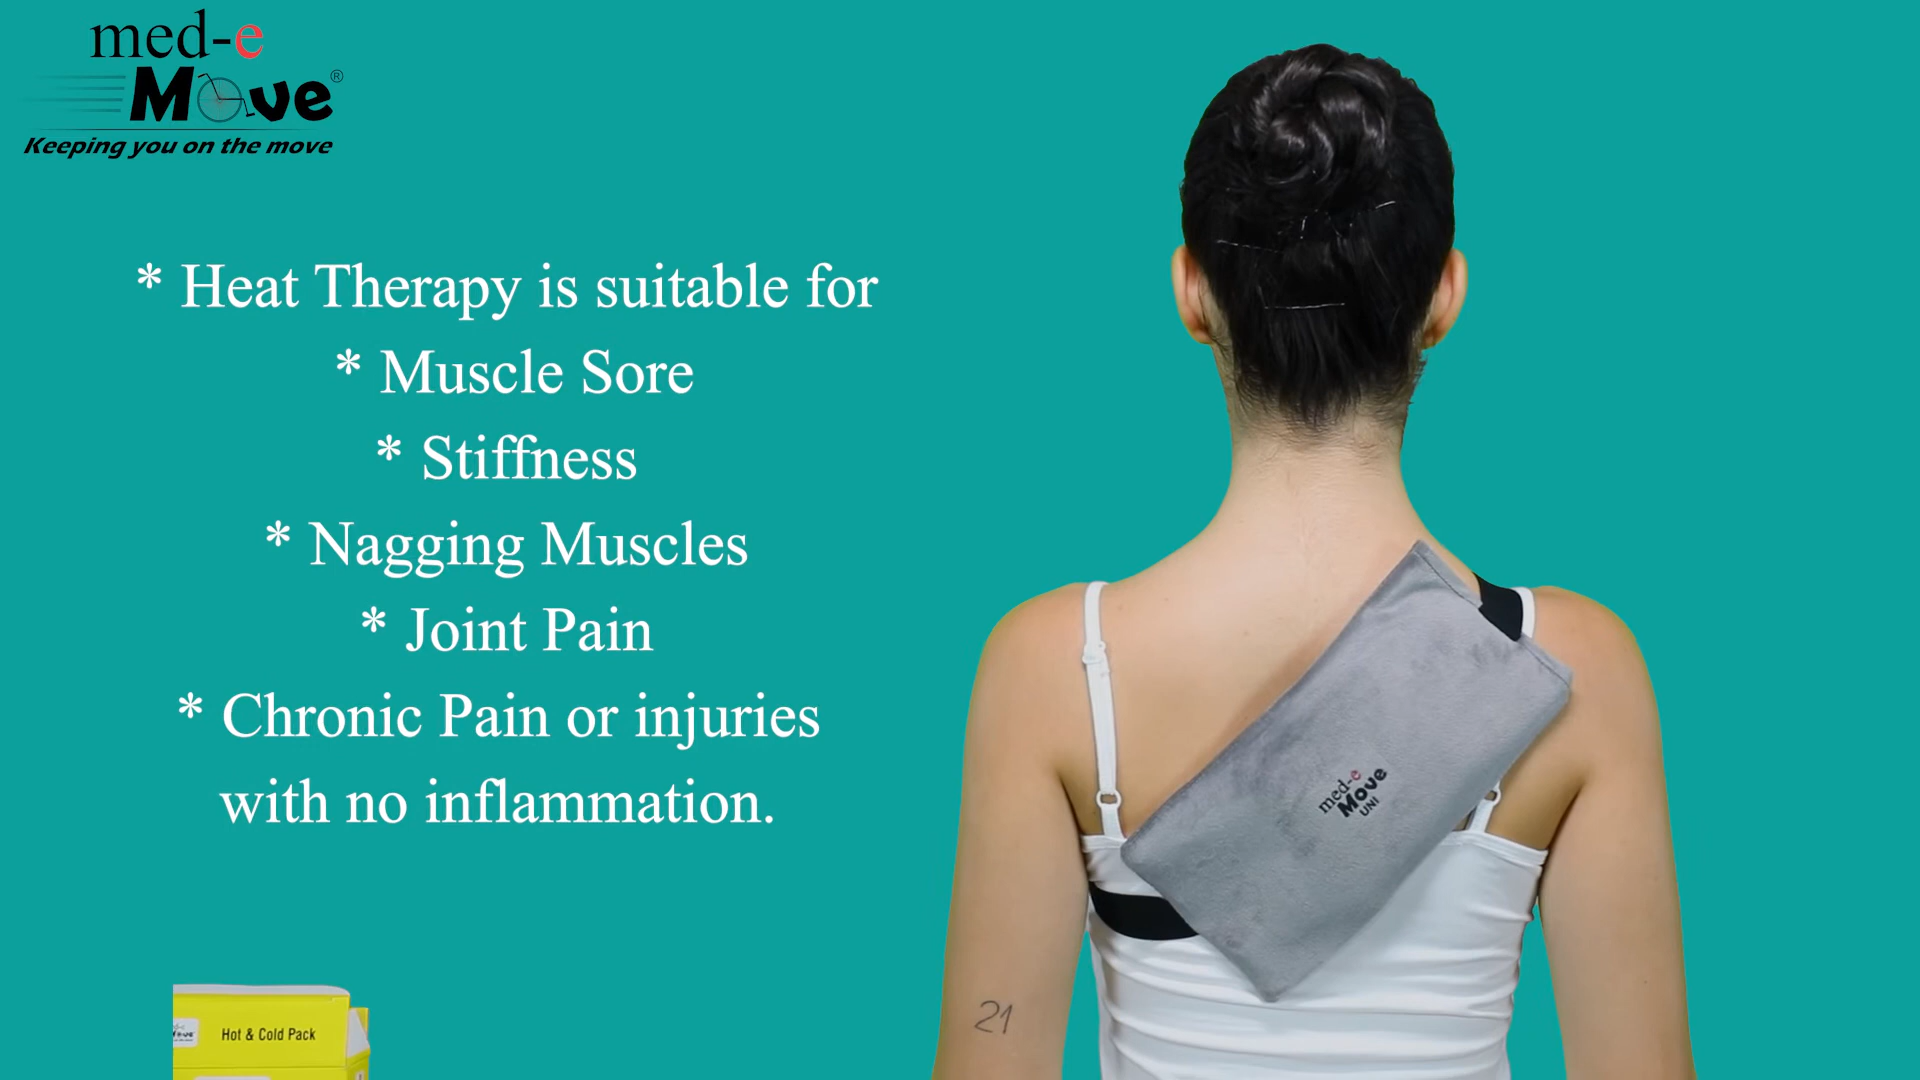 med-e
Move®
Keeping you on the move
* Heat Therapy is suitable for
* Muscle Sore
* Stiffness
* Nagging Muscles
* Joint Pain
* Chronic Pain or injuries
with no inflammation.
med-e
Move
UNI
21
Hot & Cold Pack